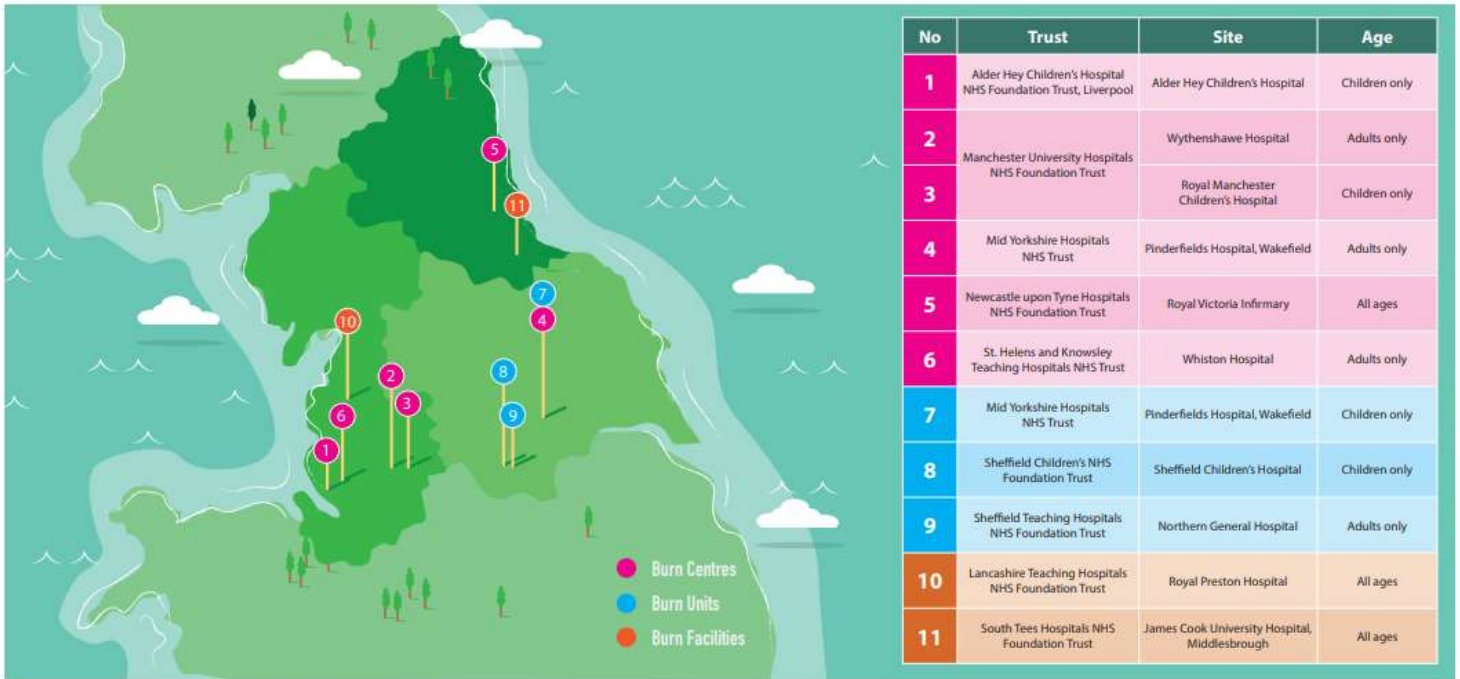 5
11
7
4
10
2
8
3
6
9
1
Burn Centres
Burn Units
Burn Facilities
No Trust Site Age
1
Alder Hey Children's Hospital
NHS Foundation Trust, Liverpool
Alder Hey Children's Hospital
Children only
2
Manchester University Hospitals
NHS Foundation Trust
Wythenshawe Hospital
Adults only
3
Royal Manchester
Children's Hospital
Children only
4
Mid Yorkshire Hospitals
NHS Trust
Pinderfields Hospital, Wakefield
Adults only
5
Newcastle upon Tyne Hospitals
NHS Foundation Trust
Royal Victoria Infirmary
All ages
6
St. Helens and Knowsley
Teaching Hospitals NHS Trust
Whiston Hospital
Adults only
7
Mid Yorkshire Hospitals
NHS Trust
Pinderfields Hospital, Wakefield
Children only
8
Sheffield Children's NHS
Foundation Trust
Sheffield Children's Hospital
Children only
9
Sheffield Teaching Hospitals
NHS Foundation Trust
Northern General Hospital
Adults only
10
Lancashire Teaching Hospitals
NHS Foundation Trust
Royal Preston Hospital
All ages
11
South Tees Hospitals NHS
Foundation Trust
James Cook University Hospital,
Middlesbrough
All ages